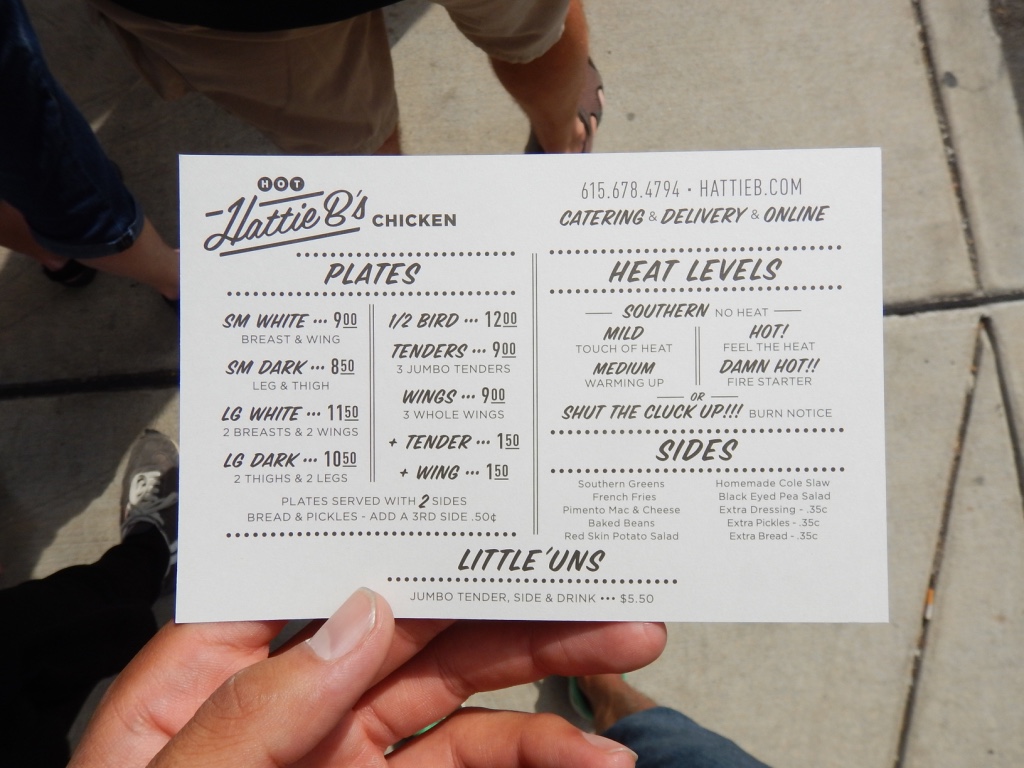 HOT
Hattie B's CHICKEN
615.678.4794 • HATTIEB.COM
CATERING & DELIVERY & ONLINE
PLATES
SM WHITE ••• 900
BREAST & WING
SM DARK ••• 850
LEG & THIGH
LG WHITE ••• 1150
2 BREASTS & 2 WINGS
LG DARK ••• 1050
2 THIGHS & 2 LEGS
1/2 BIRD ••• 1200
TENDERS ••• 900
3 JUMBO TENDERS
WINGS ••• 900
3 WHOLE WINGS
+ TENDER ••• 150
+ WING ••• 150
PLATES SERVED WITH 2 SIDES
BREAD & PICKLES - ADD A 3RD SIDE .50¢
HEAT LEVELS
SOUTHERN NO HEAT
MILD
TOUCH OF HEAT
MEDIUM
WARMING UP
HOT!
FEEL THE HEAT
DAMN HOT!!
FIRE STARTER
OR
SHUT THE CLUCK UP!!! BURN NOTICE
SIDES
Southern Greens
French Fries
Pimento Mac & Cheese
Baked Beans
Red Skin Potato Salad
Homemade Cole Slaw
Black Eyed Pea Salad
Extra Dressing - .35c
Extra Pickles - .35c
Extra Bread - .35c
LITTLE 'UNS
JUMBO TENDER, SIDE & DRINK ••• $5.50